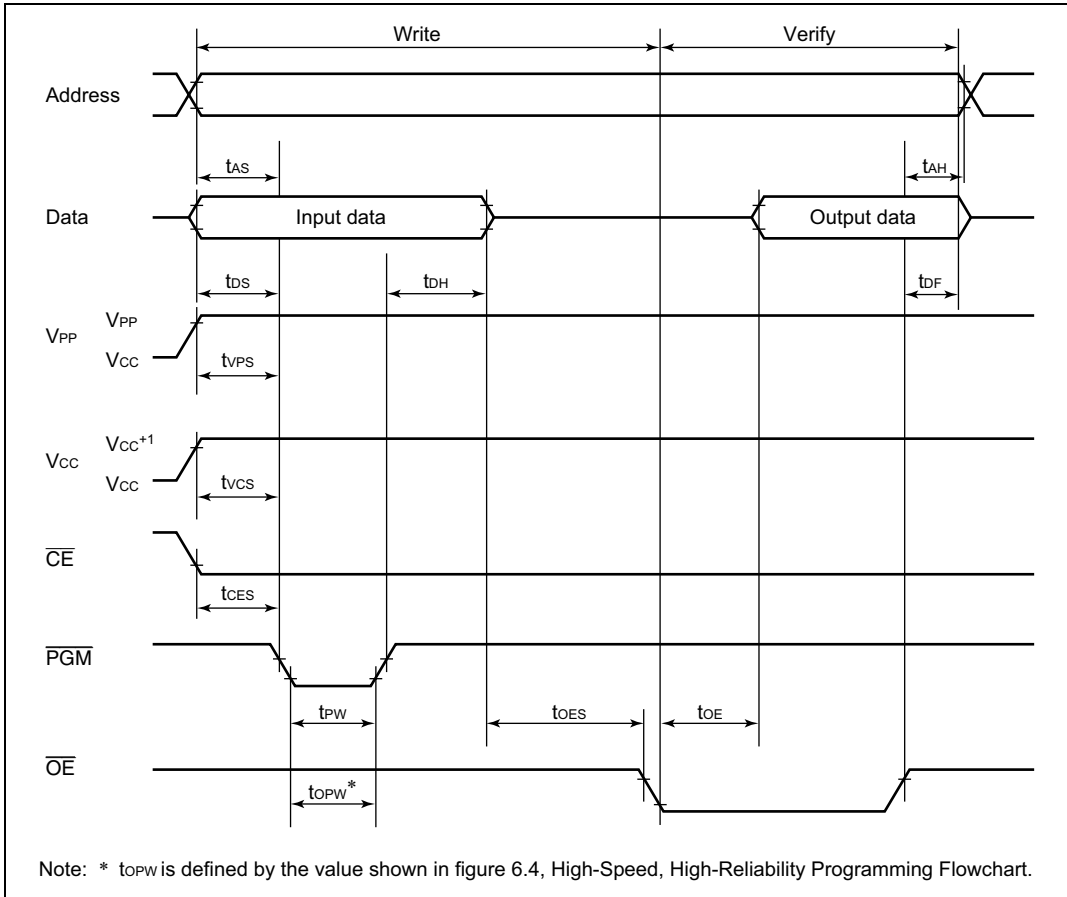 Write Verify
Address
tAS tAH
Data Input data Output data
tDS tDH tDF
VPP VPP
VCC
tVPS
VCC VCC+1
VCC
tVCS
CE
tCES
PGM
tPW tOES tOE
OE
tOPW*
Note: * tOPW is defined by the value shown in figure 6.4, High-Speed, High-Reliability Programming Flowchart.